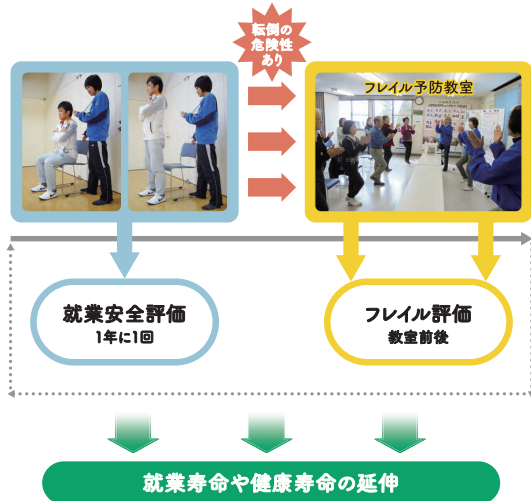 転倒の
危険性
あり
フレイル予防教室
就業安全評価
1年に1回
フレイル評価
教室前後
就業寿命や健康寿命の延伸